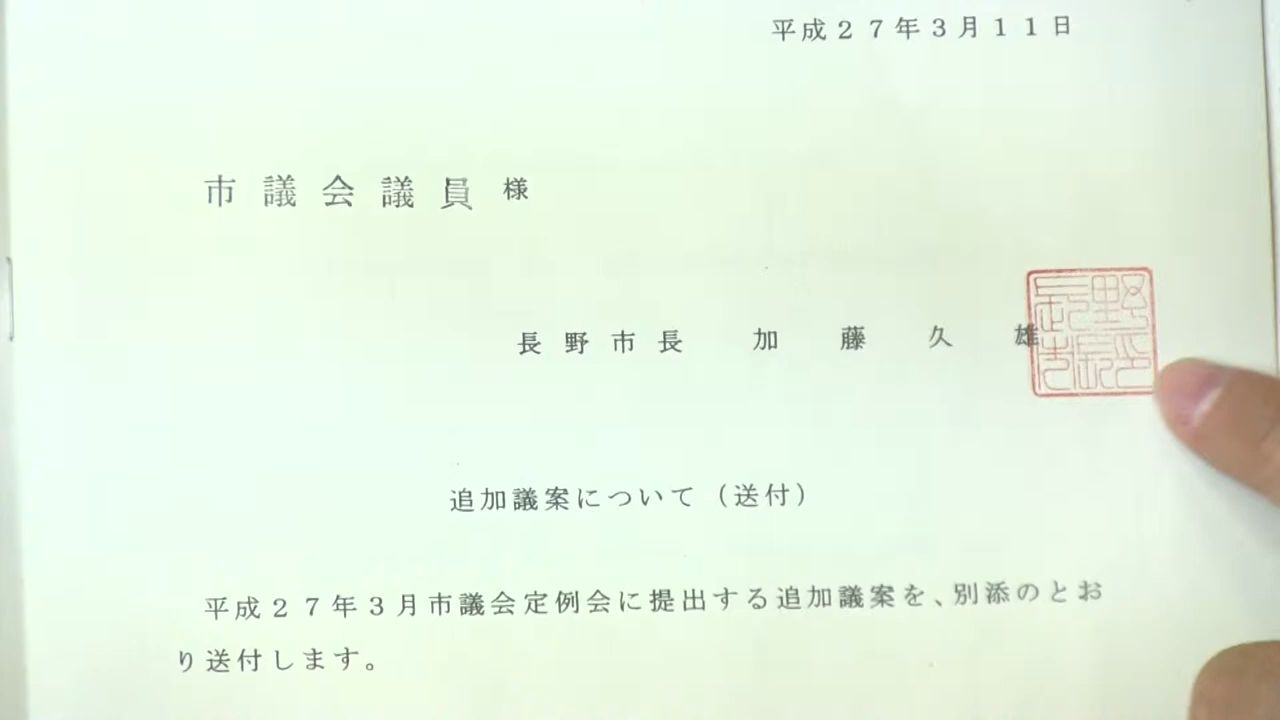 平成２７年３月１１日
市議会議員 様
長野市長 加藤久雄
追加議案について（送付）
平成２７年３月市議会定例会に提出する追加議案を、別添のとお
り送付します。